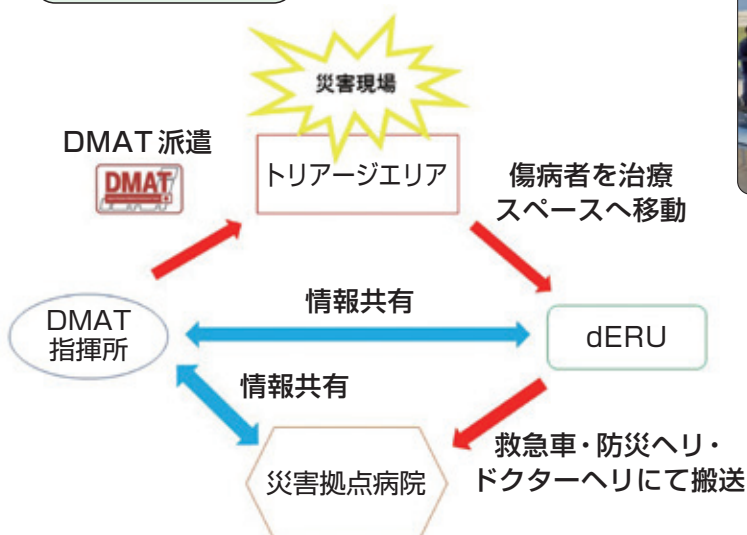 災害現場
DMAT派遣
DMAT
トリアージエリア
傷病者を治療
スペースへ移動
情報共有
DMAT
指揮所
dERU
情報共有
災害拠点病院
救急車・防災ヘリ・
ドクターヘリにて搬送